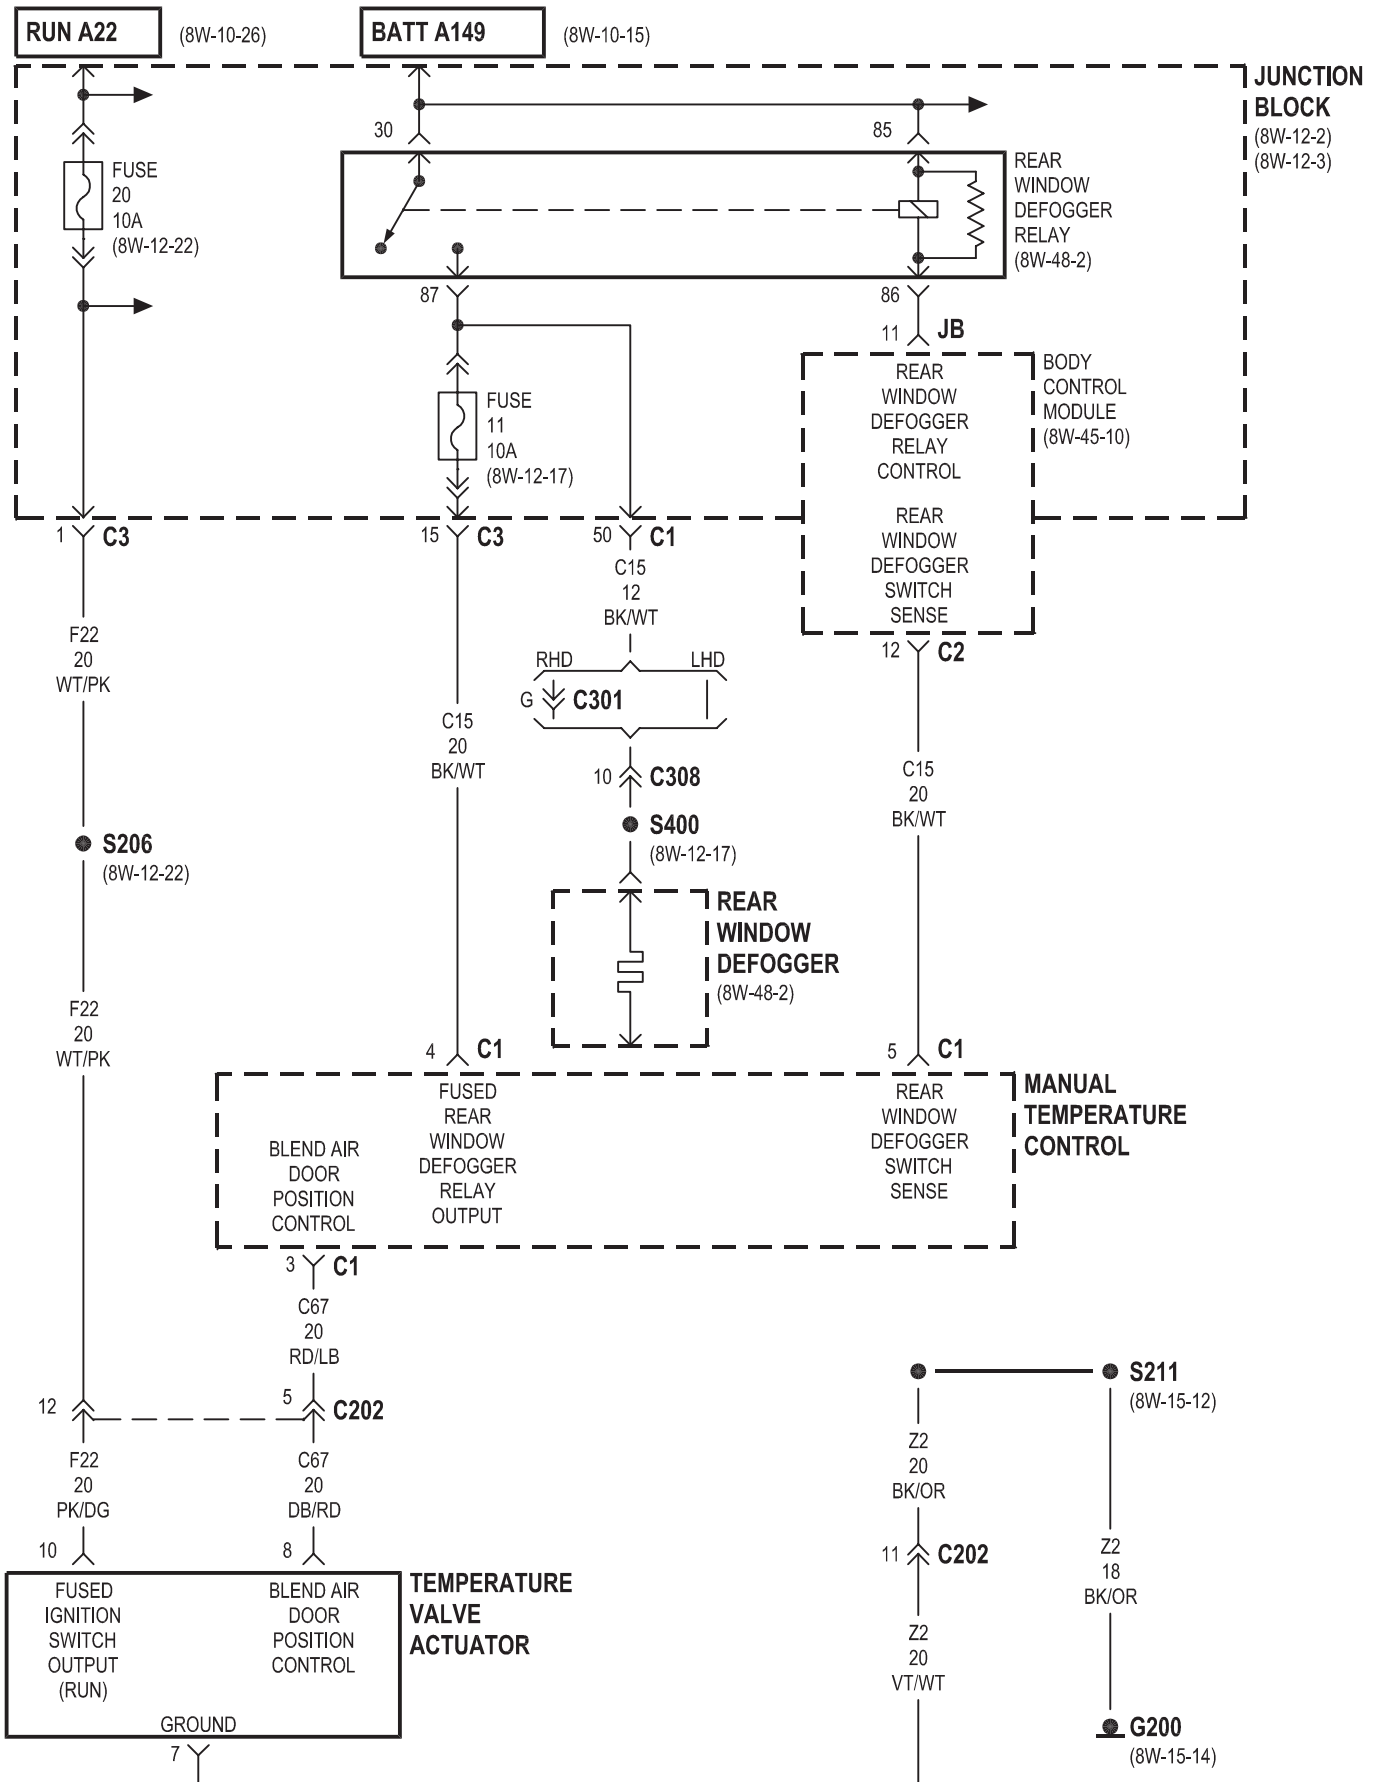 RUN A22
(8W-10-26)
BATT A149
(8W-10-15)
JUNCTION
BLOCK
(8W-12-2)
(8W-12-3)
30
85
FUSE
20
10A
(8W-12-22)
REAR
WINDOW
DEFOGGER
RELAY
(8W-48-2)
87
86
11
JB
FUSE
11
10A
(8W-12-17)
REAR
WINDOW
DEFOGGER
RELAY
CONTROL
BODY
CONTROL
MODULE
(8W-45-10)
REAR
WINDOW
DEFOGGER
SWITCH
SENSE
1
C3
15
C3
50
C1
C15
12
BK/WT
12
C2
F22
20
WT/PK
RHD
LHD
G
C301
C15
20
BK/WT
10
C308
C15
20
BK/WT
S206
(8W-12-22)
S400
(8W-12-17)
REAR
WINDOW
DEFOGGER
(8W-48-2)
F22
20
WT/PK
4
C1
5
C1
MANUAL
TEMPERATURE
CONTROL
FUSED
REAR
WINDOW
DEFOGGER
RELAY
OUTPUT
REAR
WINDOW
DEFOGGER
SWITCH
SENSE
BLEND AIR
DOOR
POSITION
CONTROL
3
C1
C67
20
RD/LB
12
5
C202
S211
(8W-15-12)
F22
20
PK/DG
C67
20
DB/RD
Z2
20
BK/OR
10
8
11
C202
Z2
18
BK/OR
FUSED
IGNITION
SWITCH
OUTPUT
(RUN)
BLEND AIR
DOOR
POSITION
CONTROL
TEMPERATURE
VALVE
ACTUATOR
Z2
20
VT/WT
GROUND
7
G200
(8W-15-14)